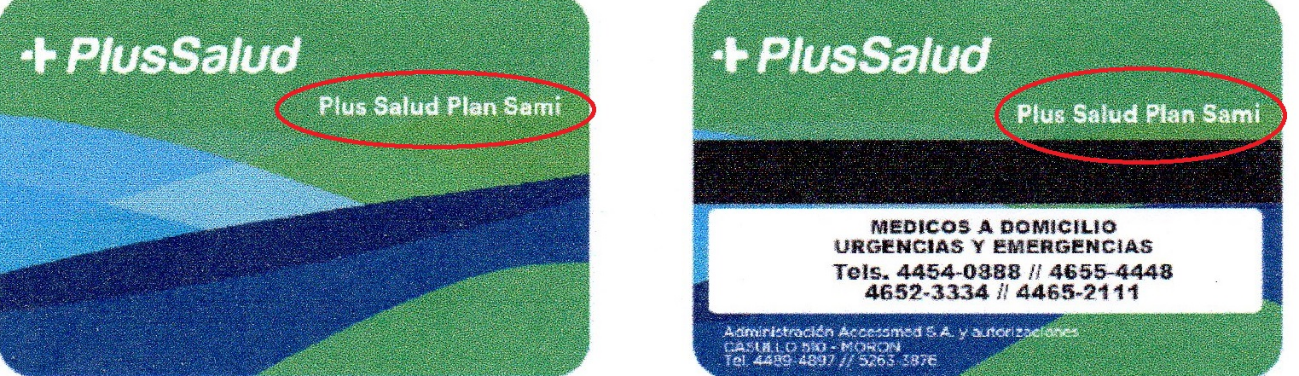 PlusSalud
Plus Salud Plan Sami
PlusSalud
Plus Salud Plan Sami
MEDICOS A DOMICILIO
URGENCIAS Y EMERGENCIAS
Tels. 4454-0888 // 4655-4448
4652-3334 // 4465-2111
Administración Accessmed S.A. y autorizaciones
CASULLO 510 - MORON
Tel. 4489-4897 // 5263-3876